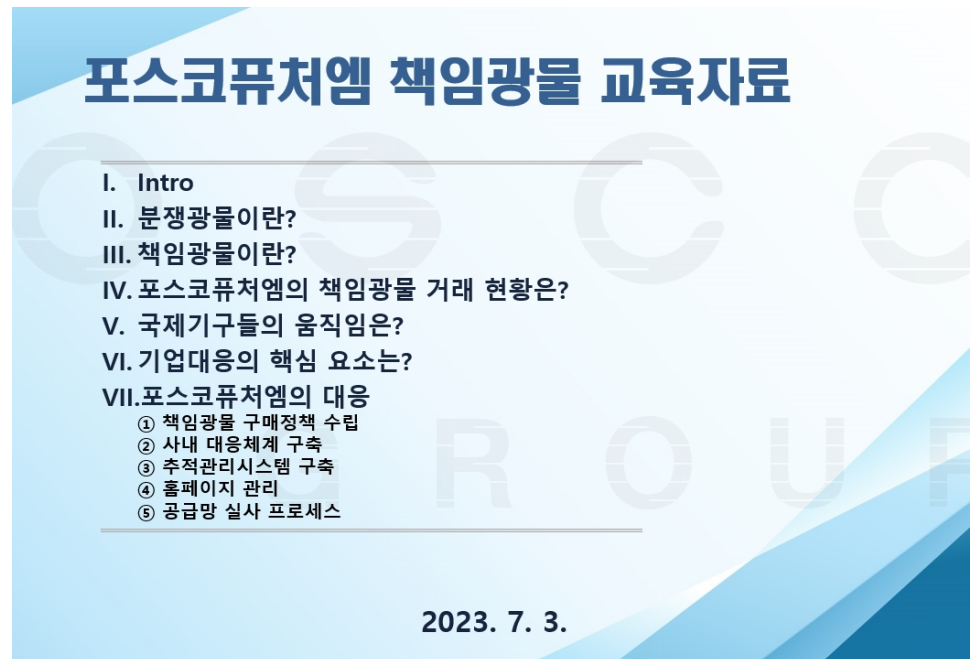 포스코퓨처엠 책임광물 교육자료
I. Intro
II. 분쟁광물이란?
III. 책임광물이란?
IV. 포스코퓨처엠의 책임광물 거래 현황은?
V. 국제기구들의 움직임은?
VI. 기업대응의 핵심 요소는?
VII.포스코퓨처엠의 대응
① 책임광물 구매정책 수립
② 사내 대응체계 구축
③ 추적관리시스템 구축
④ 홈페이지 관리
⑤ 공급망 실사 프로세스
2023. 7. 3.
OSCO
GROUP